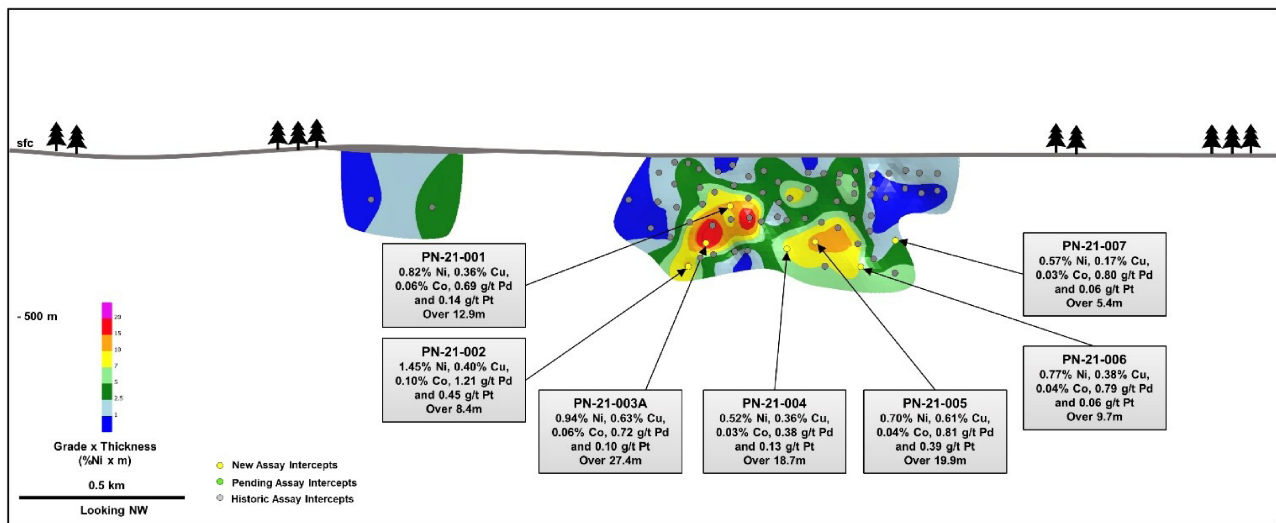 sfc
PN-21-001
0.82% Ni, 0.36% Cu,
0.06% Co, 0.69 g/t Pd
and 0.14 g/t Pt
Over 12.9m
PN-21-007
0.57% Ni, 0.17% Cu,
0.03% Co, 0.80 g/t Pd
and 0.06 g/t Pt
Over 5.4m
- 500 m
20
15
10
7
5
2.5
1
PN-21-002
1.45% Ni, 0.40% Cu,
0.10% Co, 1.21 g/t Pd
and 0.45 g/t Pt
Over 8.4m
PN-21-006
0.77% Ni, 0.38% Cu,
0.04% Co, 0.79 g/t Pd
and 0.06 g/t Pt
Over 9.7m
PN-21-003A
0.94% Ni, 0.63% Cu,
0.06% Co, 0.72 g/t Pd
and 0.10 g/t Pt
Over 27.4m
PN-21-004
0.52% Ni, 0.36% Cu,
0.03% Co, 0.38 g/t Pd
and 0.13 g/t Pt
Over 18.7m
PN-21-005
0.70% Ni, 0.61% Cu,
0.04% Co, 0.81 g/t Pd
and 0.39 g/t Pt
Over 19.9m
Grade x Thickness
(%Ni x m)
0.5 km
Looking NW
New Assay Intercepts
Pending Assay Intercepts
Historic Assay Intercepts